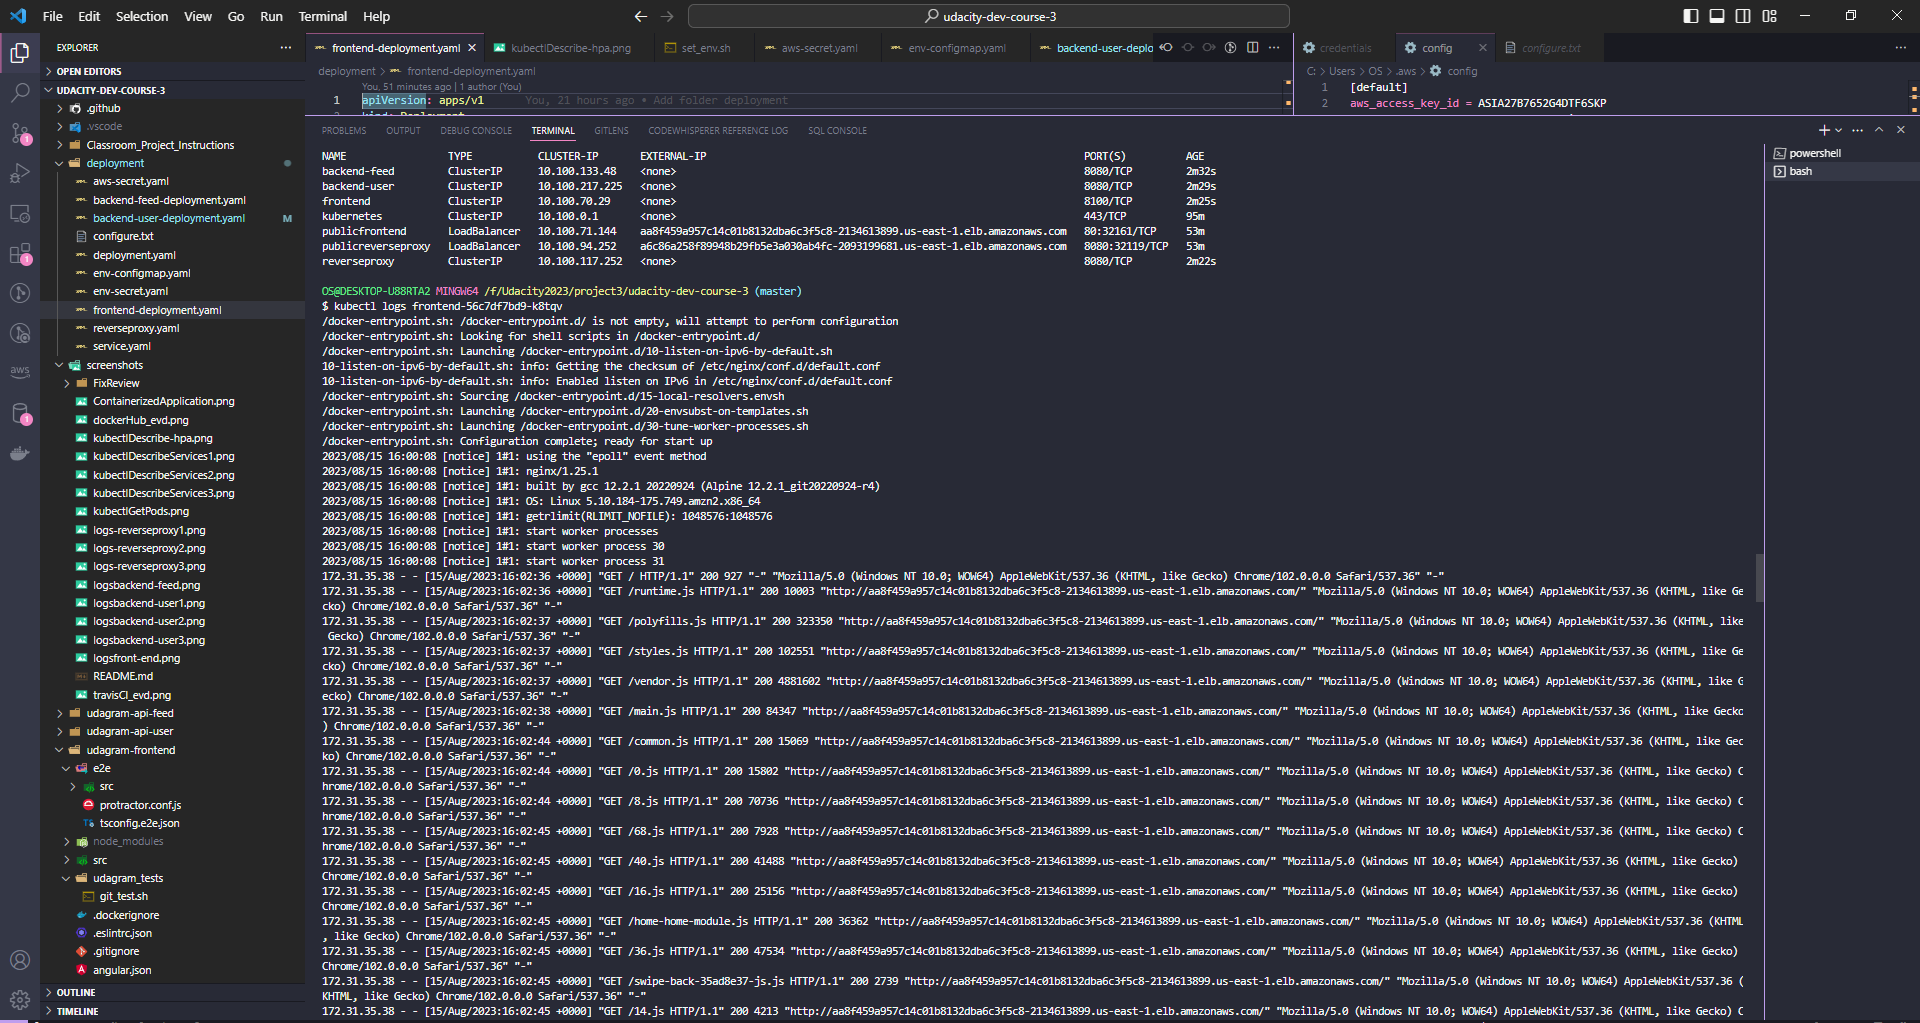 File Edit Selection View Go Run Terminal Help
udacity-dev-course-3
EXPLORER
OPEN EDITORS
UDACITY-DEV-COURSE-3
.github
.vscode
Classroom_Project_Instructions
deployment
aws-secret.yaml
backend-feed-deployment.yaml
backend-user-deployment.yaml M
configure.txt
deployment.yaml
env-configmap.yaml
env-secret.yaml
frontend-deployment.yaml
reverseproxy.yaml
service.yaml
screenshots
FixReview
ContainerizedApplication.png
dockerHub_evd.png
kubectlDescribe-hpa.png
kubectlDescribeServices1.png
kubectlDescribeServices2.png
kubectlDescribeServices3.png
kubectlGetPods.png
logs-reverseproxy1.png
logs-reverseproxy2.png
logs-reverseproxy3.png
logsbackend-feed.png
logsbackend-user1.png
logsbackend-user2.png
logsbackend-user3.png
logsfront-end.png
README.md
travisCI_evd.png
udagram-api-feed
udagram-api-user
udagram-frontend
e2e
src
protractor.conf.js
tsconfig.e2e.json
node_modules
src
udagram_tests
git_test.sh
.dockerignore
.eslintrc.json
.gitignore
angular.json
OUTLINE
TIMELINE
frontend-deployment.yaml kubectlDescribe-hpa.png set_env.sh aws-secret.yaml env-configmap.yaml backend-user-deplo
deployment > frontend-deployment.yaml
You, 51 minutes ago | 1 author (You)
1 apiVersion: apps/v1 You, 21 hours ago • Add folder deployment
credentials config configure.txt
C: > Users > OS > .aws > config
1 [default]
2 aws_access_key_id = ASIA27B7652G4DTF6SKP
PROBLEMS OUTPUT DEBUG CONSOLE TERMINAL GITLENS CODEWHISPERER REFERENCE LOG SQL CONSOLE
powershell
bash
NAME TYPE CLUSTER-IP EXTERNAL-IP PORT(S) AGE
backend-feed ClusterIP 10.100.133.48 <none> 8080/TCP 2m32s
backend-user ClusterIP 10.100.217.225 <none> 8080/TCP 2m29s
frontend ClusterIP 10.100.70.29 <none> 8100/TCP 2m25s
kubernetes ClusterIP 10.100.0.1 <none> 443/TCP 95m
publicfrontend LoadBalancer 10.100.71.144 aa8f459a957c14c01b8132dba6c3f5c8-2134613899.us-east-1.elb.amazonaws.com 80:32161/TCP 53m
publicreverseproxy LoadBalancer 10.100.94.252 a6c86a258f89948b29fb5e3a030ab4fc-2093199681.us-east-1.elb.amazonaws.com 8080:32119/TCP 53m
reverseproxy ClusterIP 10.100.117.252 <none> 8080/TCP 2m22s
OS@DESKTOP-U88RTA2 MINGW64 /f/Udacity2023/project3/udacity-dev-course-3 (master)
$ kubectl logs frontend-56c7df7bd9-k8tqv
/docker-entrypoint.sh: /docker-entrypoint.d/ is not empty, will attempt to perform configuration
/docker-entrypoint.sh: Looking for shell scripts in /docker-entrypoint.d/
/docker-entrypoint.sh: Launching /docker-entrypoint.d/10-listen-on-ipv6-by-default.sh
10-listen-on-ipv6-by-default.sh: info: Getting the checksum of /etc/nginx/conf.d/default.conf
10-listen-on-ipv6-by-default.sh: info: Enabled listen on IPv6 in /etc/nginx/conf.d/default.conf
/docker-entrypoint.sh: Sourcing /docker-entrypoint.d/15-local-resolvers.envsh
/docker-entrypoint.sh: Launching /docker-entrypoint.d/20-envsubst-on-templates.sh
/docker-entrypoint.sh: Launching /docker-entrypoint.d/30-tune-worker-processes.sh
/docker-entrypoint.sh: Configuration complete; ready for start up
2023/08/15 16:00:08 [notice] 1#1: using the "epoll" event method
2023/08/15 16:00:08 [notice] 1#1: nginx/1.25.1
2023/08/15 16:00:08 [notice] 1#1: built by gcc 12.2.1 20220924 (Alpine 12.2.1_git20220924-r4)
2023/08/15 16:00:08 [notice] 1#1: OS: Linux 5.10.184-175.749.amzn2.x86_64
2023/08/15 16:00:08 [notice] 1#1: getrlimit(RLIMIT_NOFILE): 1048576:1048576
2023/08/15 16:00:08 [notice] 1#1: start worker processes
2023/08/15 16:00:08 [notice] 1#1: start worker process 30
2023/08/15 16:00:08 [notice] 1#1: start worker process 31
172.31.35.38 - - [15/Aug/2023:16:02:36 +0000] "GET / HTTP/1.1" 200 927 "-" "Mozilla/5.0 (Windows NT 10.0; WOW64) AppleWebKit/537.36 (KHTML, like Gecko) Chrome/102.0.0.0 Safari/537.36" "-"
172.31.35.38 - - [15/Aug/2023:16:02:36 +0000] "GET /runtime.js HTTP/1.1" 200 10003 "http://aa8f459a957c14c01b8132dba6c3f5c8-2134613899.us-east-1.elb.amazonaws.com/" "Mozilla/5.0 (Windows NT 10.0; WOW64) AppleWebKit/537.36 (KHTML, like Ge
cko) Chrome/102.0.0.0 Safari/537.36" "-"
172.31.35.38 - - [15/Aug/2023:16:02:37 +0000] "GET /polyfills.js HTTP/1.1" 200 323350 "http://aa8f459a957c14c01b8132dba6c3f5c8-2134613899.us-east-1.elb.amazonaws.com/" "Mozilla/5.0 (Windows NT 10.0; WOW64) AppleWebKit/537.36 (KHTML, like
Gecko) Chrome/102.0.0.0 Safari/537.36" "-"
172.31.35.38 - - [15/Aug/2023:16:02:37 +0000] "GET /styles.js HTTP/1.1" 200 102551 "http://aa8f459a957c14c01b8132dba6c3f5c8-2134613899.us-east-1.elb.amazonaws.com/" "Mozilla/5.0 (Windows NT 10.0; WOW64) AppleWebKit/537.36 (KHTML, like Ge
cko) Chrome/102.0.0.0 Safari/537.36" "-"
172.31.35.38 - - [15/Aug/2023:16:02:37 +0000] "GET /vendor.js HTTP/1.1" 200 4881602 "http://aa8f459a957c14c01b8132dba6c3f5c8-2134613899.us-east-1.elb.amazonaws.com/" "Mozilla/5.0 (Windows NT 10.0; WOW64) AppleWebKit/537.36 (KHTML, like G
ecko) Chrome/102.0.0.0 Safari/537.36" "-"
172.31.35.38 - - [15/Aug/2023:16:02:38 +0000] "GET /main.js HTTP/1.1" 200 84347 "http://aa8f459a957c14c01b8132dba6c3f5c8-2134613899.us-east-1.elb.amazonaws.com/" "Mozilla/5.0 (Windows NT 10.0; WOW64) AppleWebKit/537.36 (KHTML, like Gecko
) Chrome/102.0.0.0 Safari/537.36" "-"
172.31.35.38 - - [15/Aug/2023:16:02:44 +0000] "GET /common.js HTTP/1.1" 200 15069 "http://aa8f459a957c14c01b8132dba6c3f5c8-2134613899.us-east-1.elb.amazonaws.com/" "Mozilla/5.0 (Windows NT 10.0; WOW64) AppleWebKit/537.36 (KHTML, like Gec
ko) Chrome/102.0.0.0 Safari/537.36" "-"
172.31.35.38 - - [15/Aug/2023:16:02:44 +0000] "GET /0.js HTTP/1.1" 200 15802 "http://aa8f459a957c14c01b8132dba6c3f5c8-2134613899.us-east-1.elb.amazonaws.com/" "Mozilla/5.0 (Windows NT 10.0; WOW64) AppleWebKit/537.36 (KHTML, like Gecko) C
hrome/102.0.0.0 Safari/537.36" "-"
172.31.35.38 - - [15/Aug/2023:16:02:44 +0000] "GET /8.js HTTP/1.1" 200 70736 "http://aa8f459a957c14c01b8132dba6c3f5c8-2134613899.us-east-1.elb.amazonaws.com/" "Mozilla/5.0 (Windows NT 10.0; WOW64) AppleWebKit/537.36 (KHTML, like Gecko) C
hrome/102.0.0.0 Safari/537.36" "-"
172.31.35.38 - - [15/Aug/2023:16:02:45 +0000] "GET /68.js HTTP/1.1" 200 7928 "http://aa8f459a957c14c01b8132dba6c3f5c8-2134613899.us-east-1.elb.amazonaws.com/" "Mozilla/5.0 (Windows NT 10.0; WOW64) AppleWebKit/537.36 (KHTML, like Gecko) C
hrome/102.0.0.0 Safari/537.36" "-"
172.31.35.38 - - [15/Aug/2023:16:02:45 +0000] "GET /40.js HTTP/1.1" 200 41488 "http://aa8f459a957c14c01b8132dba6c3f5c8-2134613899.us-east-1.elb.amazonaws.com/" "Mozilla/5.0 (Windows NT 10.0; WOW64) AppleWebKit/537.36 (KHTML, like Gecko)
Chrome/102.0.0.0 Safari/537.36" "-"
172.31.35.38 - - [15/Aug/2023:16:02:45 +0000] "GET /16.js HTTP/1.1" 200 25156 "http://aa8f459a957c14c01b8132dba6c3f5c8-2134613899.us-east-1.elb.amazonaws.com/" "Mozilla/5.0 (Windows NT 10.0; WOW64) AppleWebKit/537.36 (KHTML, like Gecko)
Chrome/102.0.0.0 Safari/537.36" "-"
172.31.35.38 - - [15/Aug/2023:16:02:45 +0000] "GET /home-home-module.js HTTP/1.1" 200 36362 "http://aa8f459a957c14c01b8132dba6c3f5c8-2134613899.us-east-1.elb.amazonaws.com/" "Mozilla/5.0 (Windows NT 10.0; WOW64) AppleWebKit/537.36 (KHTML
, like Gecko) Chrome/102.0.0.0 Safari/537.36" "-"
172.31.35.38 - - [15/Aug/2023:16:02:45 +0000] "GET /36.js HTTP/1.1" 200 47534 "http://aa8f459a957c14c01b8132dba6c3f5c8-2134613899.us-east-1.elb.amazonaws.com/" "Mozilla/5.0 (Windows NT 10.0; WOW64) AppleWebKit/537.36 (KHTML, like Gecko)
Chrome/102.0.0.0 Safari/537.36" "-"
172.31.35.38 - - [15/Aug/2023:16:02:45 +0000] "GET /swipe-back-35ad8e37-js.js HTTP/1.1" 200 2739 "http://aa8f459a957c14c01b8132dba6c3f5c8-2134613899.us-east-1.elb.amazonaws.com/" "Mozilla/5.0 (Windows NT 10.0; WOW64) AppleWebKit/537.36 (
KHTML, like Gecko) Chrome/102.0.0.0 Safari/537.36" "-"
172.31.35.38 - - [15/Aug/2023:16:02:45 +0000] "GET /14.js HTTP/1.1" 200 4213 "http://aa8f459a957c14c01b8132dba6c3f5c8-2134613899.us-east-1.elb.amazonaws.com/" "Mozilla/5.0 (Windows NT 10.0; WOW64) AppleWebKit/537.36 (KHTML, like Gecko)